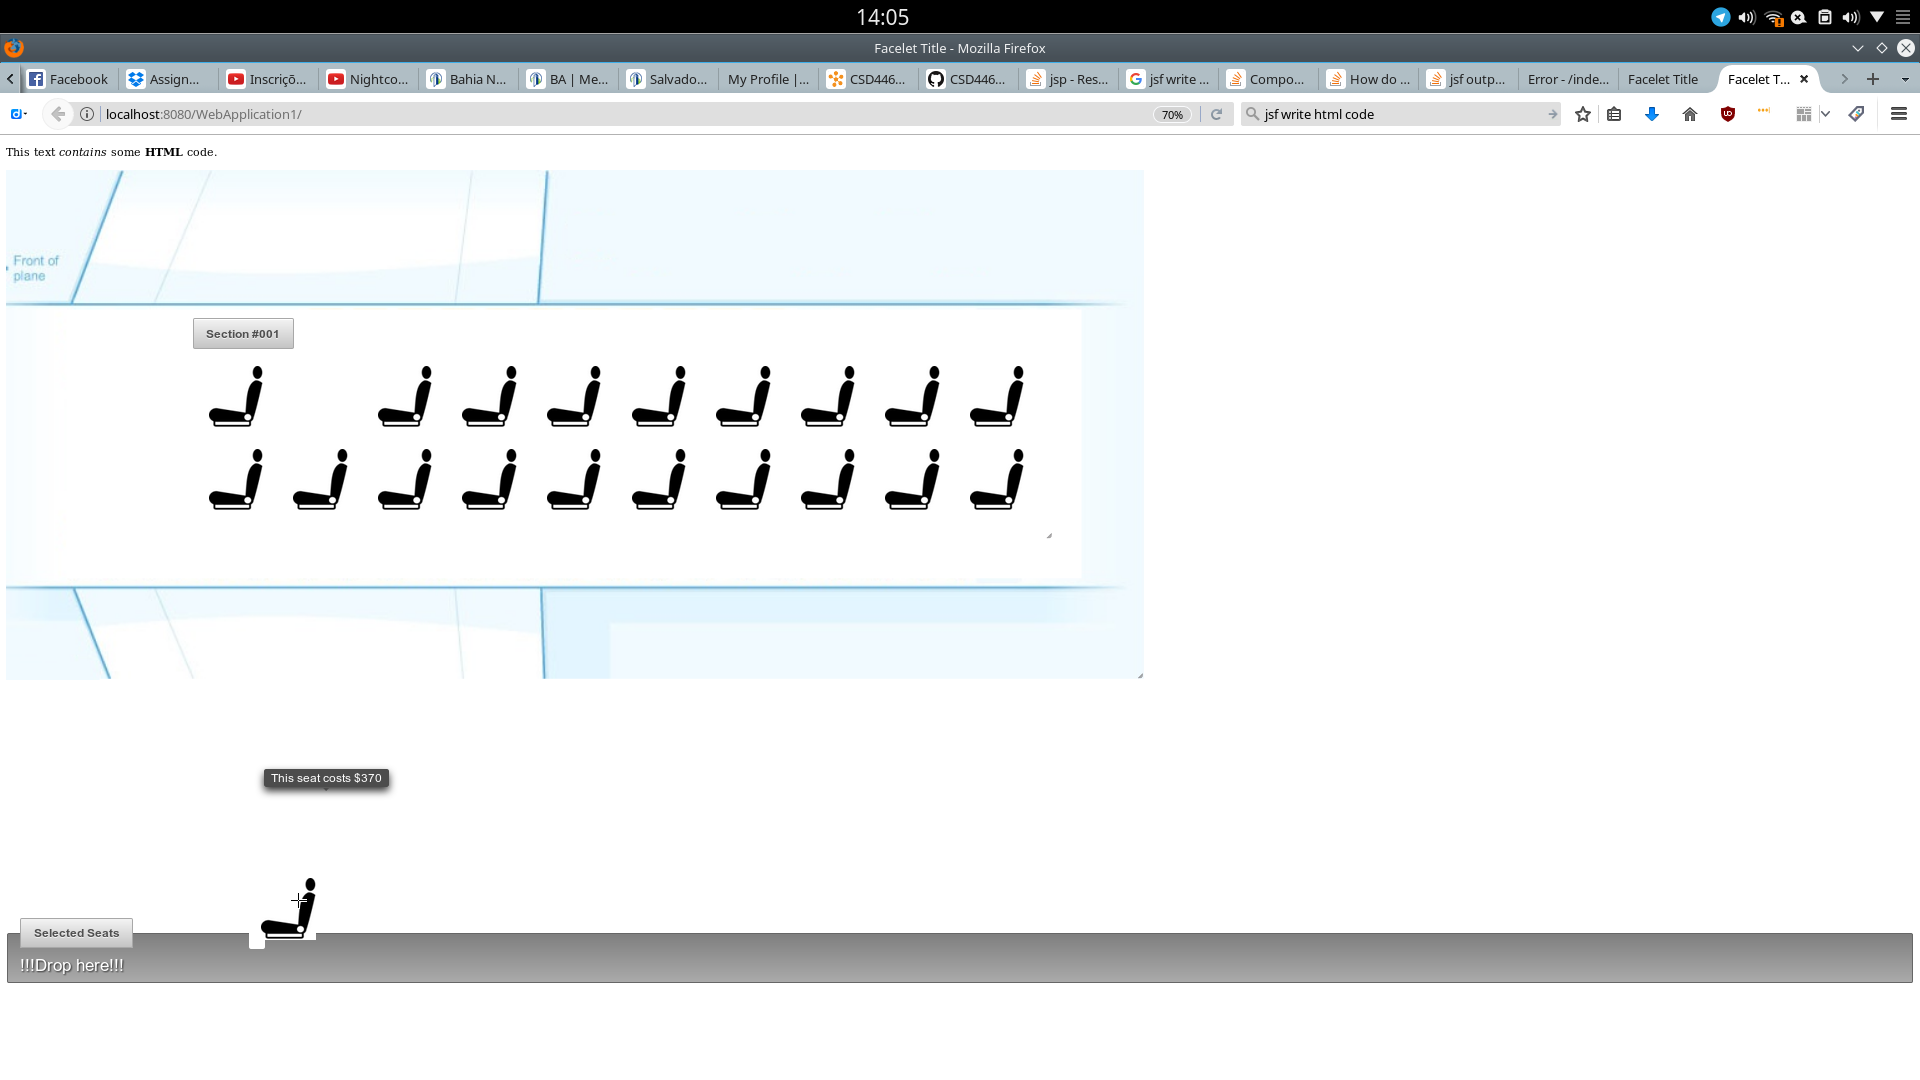 14:05
Facelet Title - Mozilla Firefox
Facebook
Assign...
Inscriçõ...
Nightco...
Bahia N...
BA | Me...
Salvado...
My Profile |...
CSD446...
CSD446...
jsp - Res...
jsf write ...
Compo...
How do ...
jsf outp...
Error - /inde...
Facelet Title
Facelet T...
localhost:8080/WebApplication1/
70%
jsf write html code
This text contains some HTML code.
Front of
plane
Section #001
This seat costs $370
Selected Seats
!!!Drop here!!!